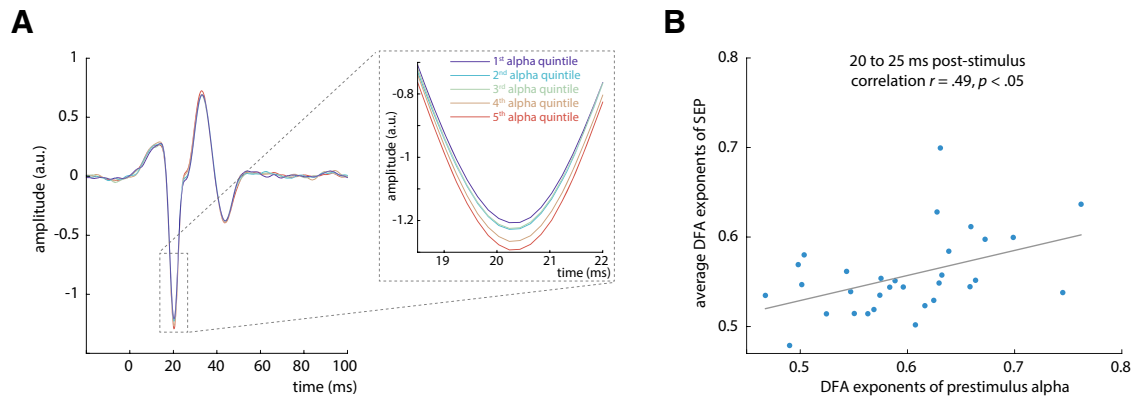 A
amplitude (a.u.)
1
0.5
0
-0.5
-1
0
20
40
60
80
100
time (ms)
1st alpha quintile
2nd alpha quintile
3rd alpha quintile
4th alpha quintile
5th alpha quintile
amplitude (a.u.)
-0.8
-1
-1.2
19
20
21
22
time (ms)
B
20 to 25 ms post-stimulus
correlation r = .49, p < .05
average DFA exponents of SEP
0.8
0.7
0.6
0.5
0.5
0.6
0.7
0.8
DFA exponents of prestimulus alpha